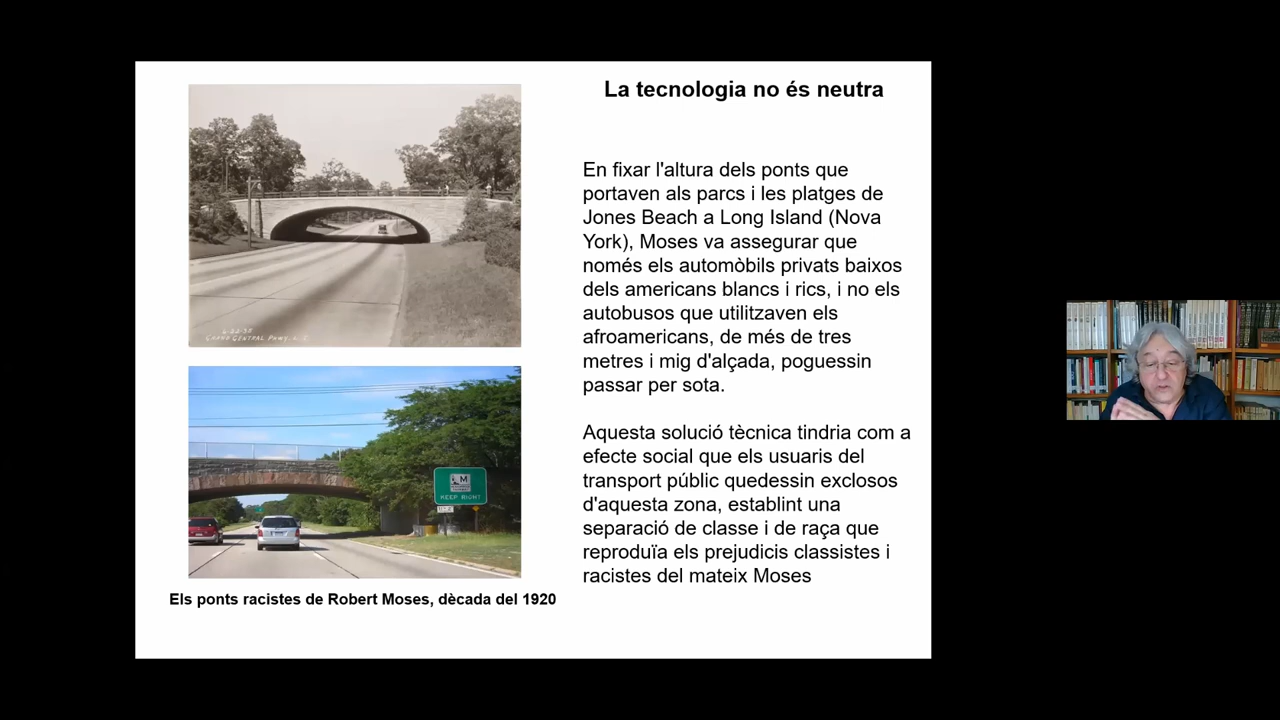 La tecnologia no és neutra
En fixar l'altura dels ponts que
portaven als parcs i les platges de
Jones Beach a Long Island (Nova
York), Moses va assegurar que
només els automòbils privats baixos
dels americans blancs i rics, i no els
autobusos que utilitzaven els
afroamericans, de més de tres
metres i mig d'alçada, poguessin
passar per sota.
Aquesta solució tècnica tindria com a
efecte social que els usuaris del
transport públic quedessin exclosos
d'aquesta zona, establint una
separació de classe i de raça que
reproduïa els prejudicis classistes i
racistes del mateix Moses
GRAND CENTRAL PKWY.
M
KEEP RIGHT
Els ponts racistes de Robert Moses, dècada del 1920